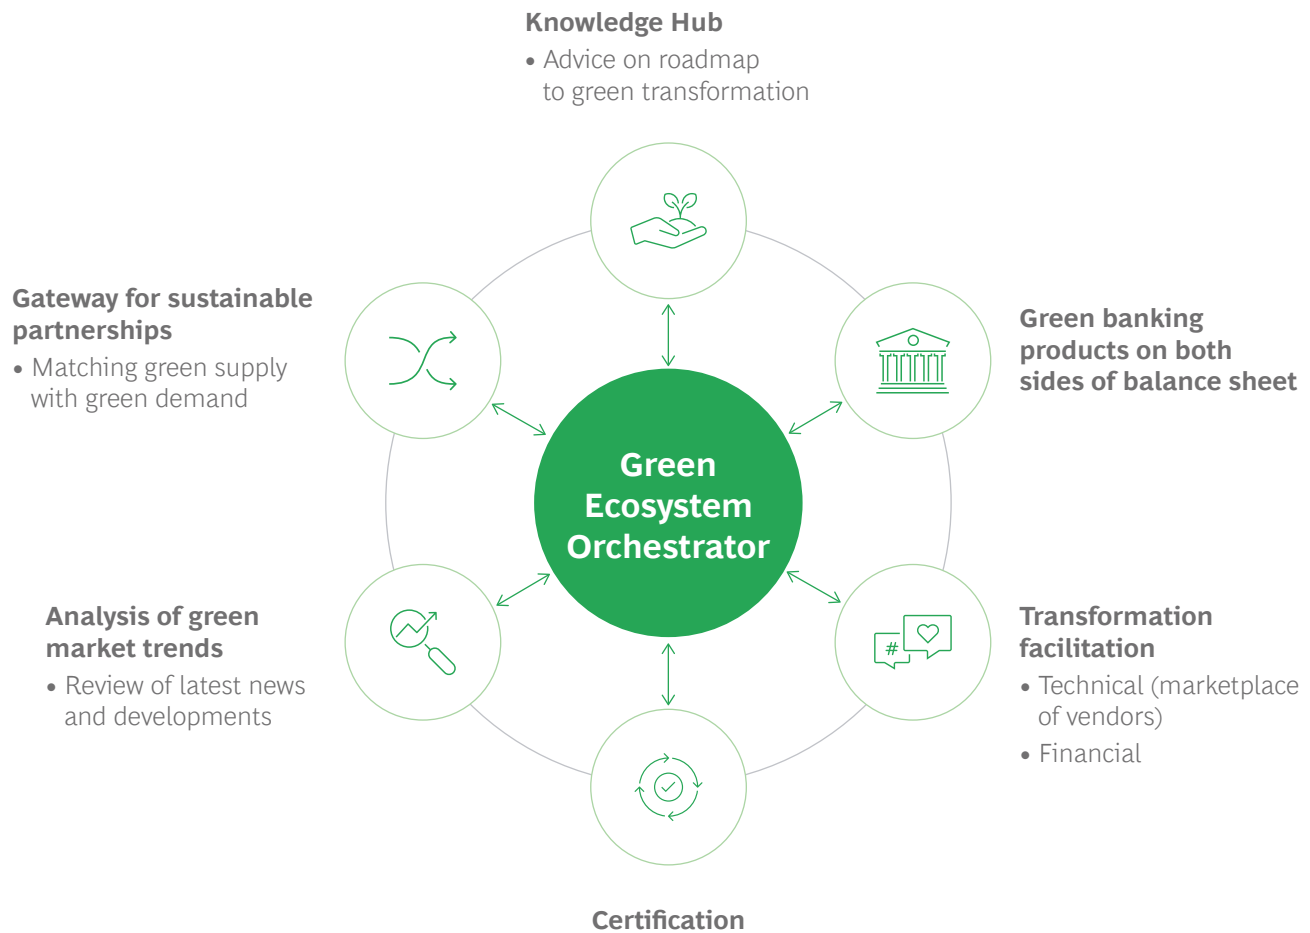 Knowledge Hub
• Advice on roadmap
to green transformation
Gateway for sustainable
partnerships
• Matching green supply
with green demand
Green banking
products on both
sides of balance sheet
Green
Ecosystem
Orchestrator
Analysis of green
market trends
• Review of latest news
and developments
#
Transformation
facilitation
• Technical (marketplace
of vendors)
• Financial
Certification